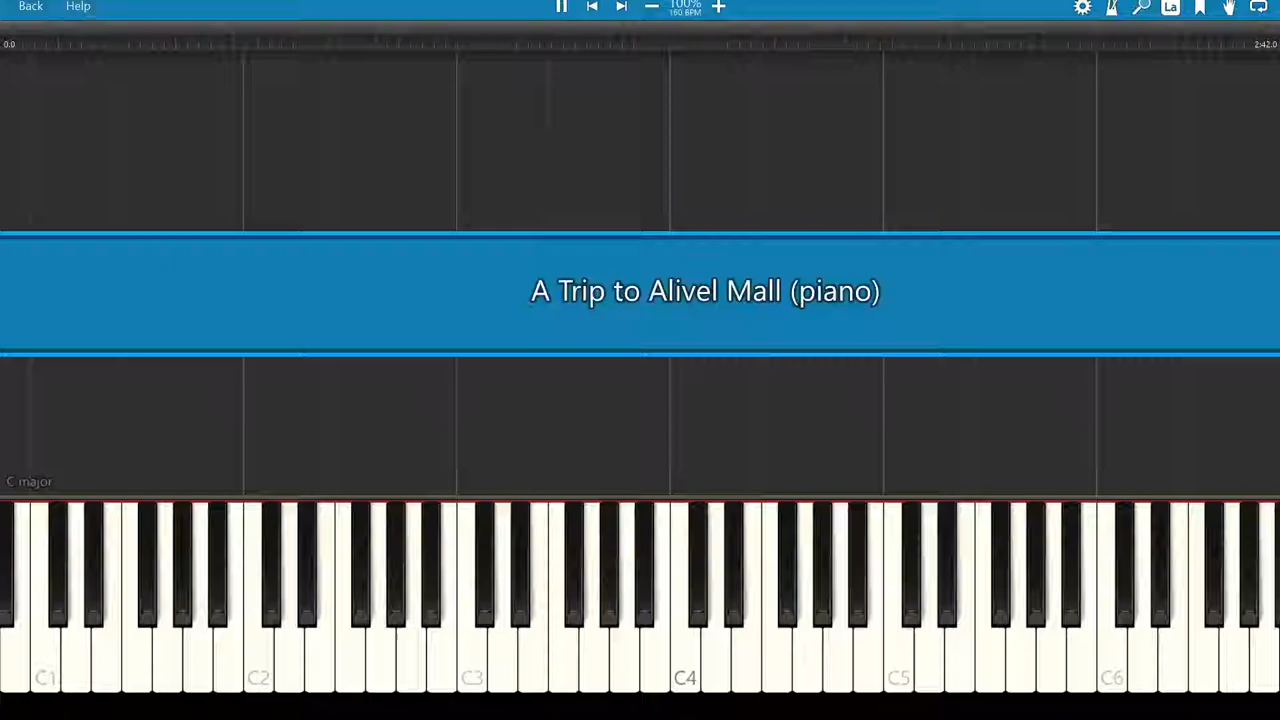 Back Help 100% La
160 BPM
0.0 2:42.0
A Trip to Alivel Mall (piano)
C major
C1 C2 C3 C4 C5 C6